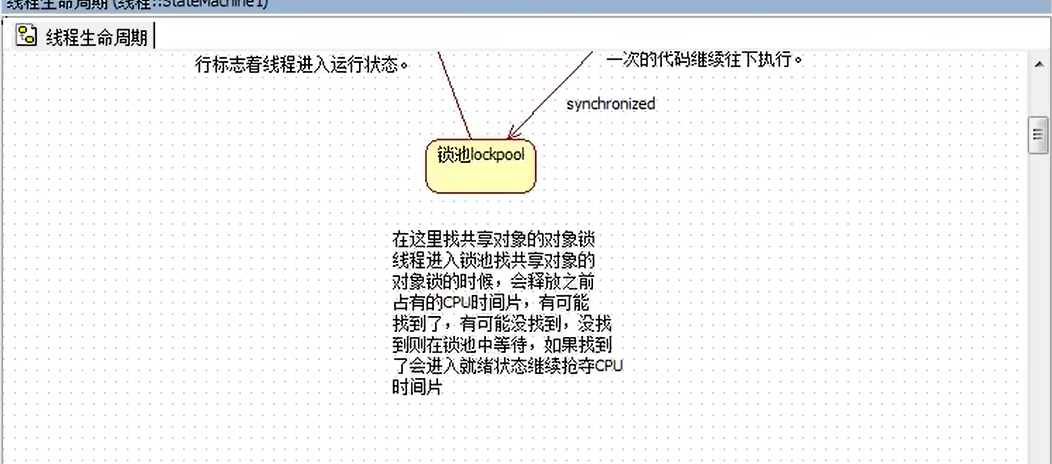 线程生命周期 (线程::StateMachine1)
线程生命周期
行标志着线程进入运行状态。
一次的代码继续往下执行。
synchronized
锁池lockpool
在这里找共享对象的对象锁
线程进入锁池找共享对象的
对象锁的时候，会释放之前
占有的CPU时间片，有可能
找到了，有可能没找到，没找
到则在锁池中等待，如果找到
了会进入就绪状态继续抢夺CPU
时间片